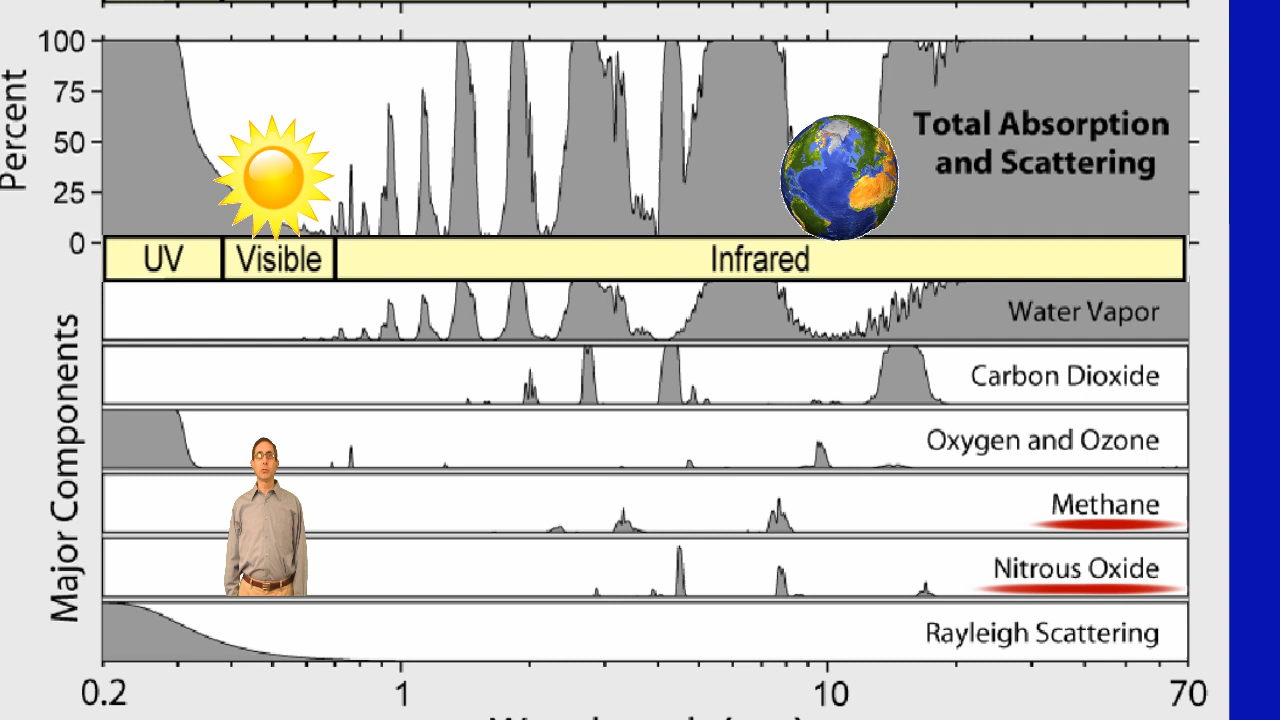 Percent
100
75
50
25
0
Total Absorption
and Scattering
UV
Visible
Infrared
Major Components
Water Vapor
Carbon Dioxide
Oxygen and Ozone
Methane
Nitrous Oxide
Rayleigh Scattering
0.2
1
10
70